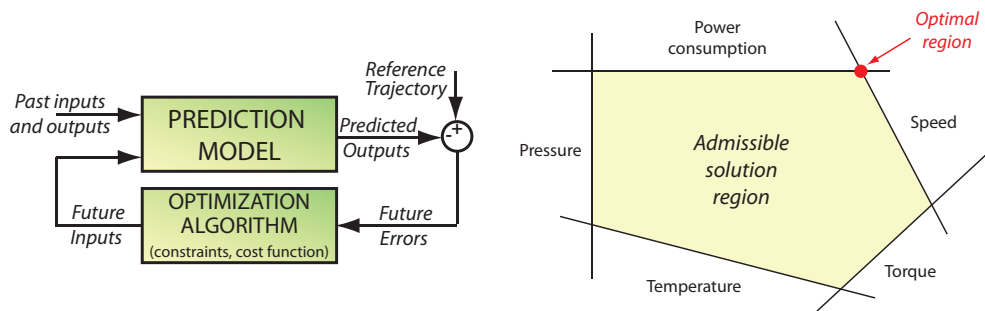 Past inputs
and outputs
PREDICTION
MODEL
Reference
Trajectory
Predicted
Outputs
- +
OPTIMIZATION
ALGORITHM
(constraints, cost function)
Future
Inputs
Future
Errors
Power
consumption
Optimal
region
Pressure
Admissible
solution
region
Speed
Temperature
Torque